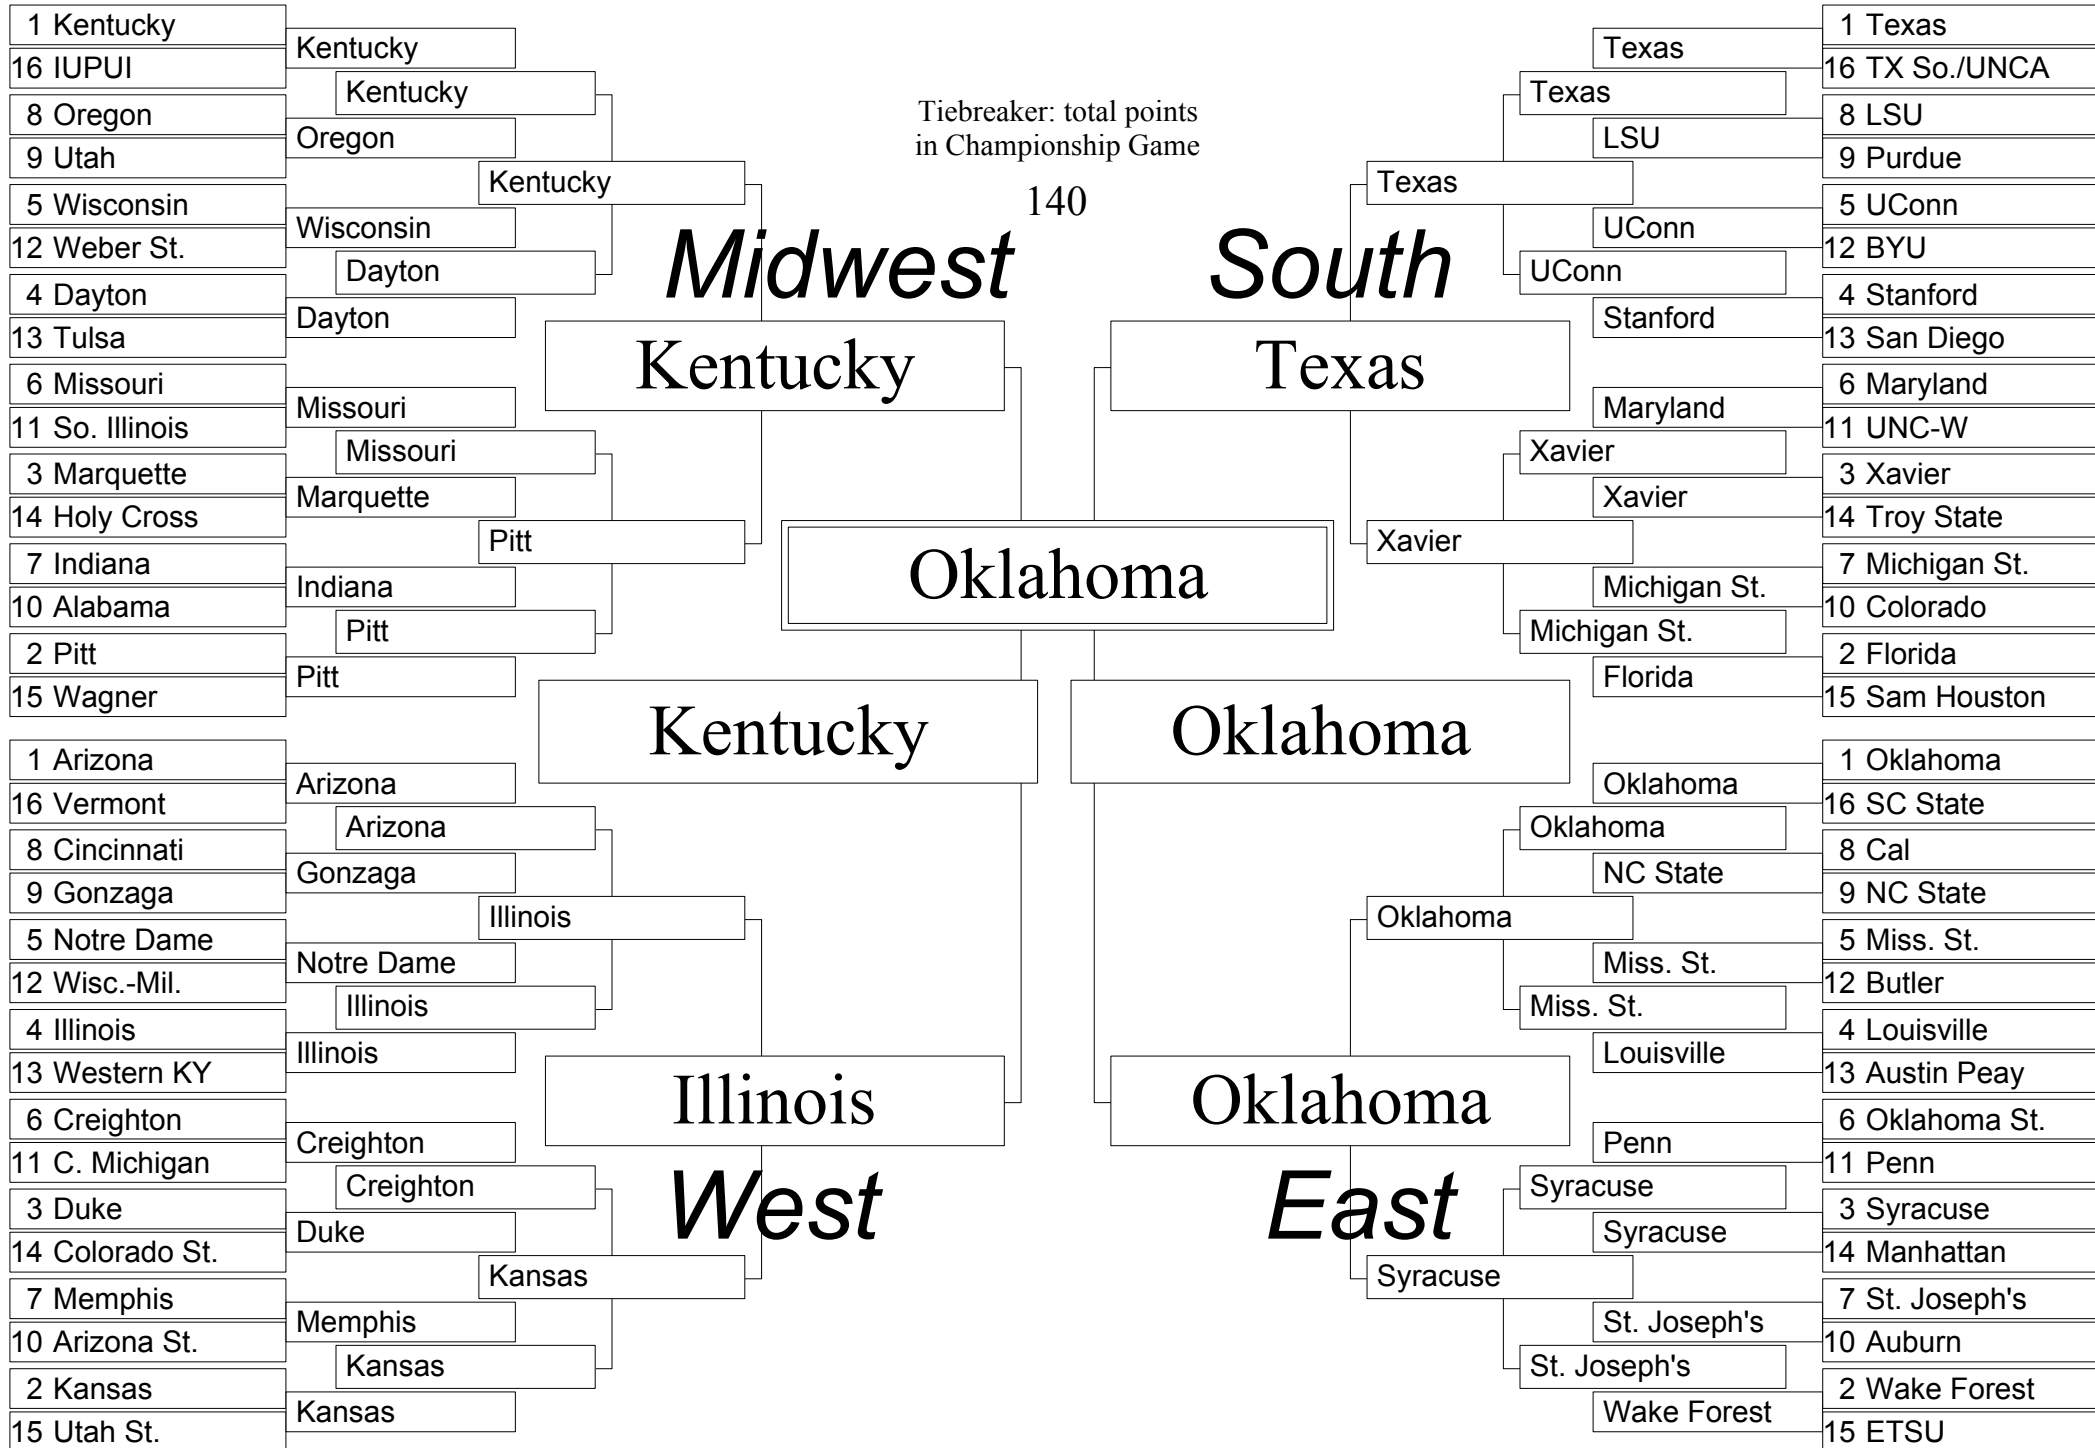 1 Kentucky
16 IUPUI
8 Oregon
9 Utah
5 Wisconsin
12 Weber St.
4 Dayton
13 Tulsa
6 Missouri
11 So. Illinois
3 Marquette
14 Holy Cross
7 Indiana
10 Alabama
2 Pitt
15 Wagner
Kentucky
Oregon
Wisconsin
Dayton
Missouri
Marquette
Indiana
Pitt
Kentucky
Dayton
Missouri
Pitt
Kentucky
Pitt
Midwest
Kentucky
1 Arizona
16 Vermont
8 Cincinnati
9 Gonzaga
5 Notre Dame
12 Wisc.-Mil.
4 Illinois
13 Western KY
6 Creighton
11 C. Michigan
3 Duke
14 Colorado St.
7 Memphis
10 Arizona St.
2 Kansas
15 Utah St.
Arizona
Gonzaga
Notre Dame
Illinois
Creighton
Duke
Memphis
Kansas
Arizona
Illinois
Creighton
Kansas
Illinois
Kansas
Illinois
West
Tiebreaker: total points
in Championship Game
140
Oklahoma
Kentucky
Oklahoma
South
Texas
Texas
Xavier
Texas
UConn
Xavier
Michigan St.
Texas
LSU
UConn
Stanford
Maryland
Xavier
Michigan St.
Florida
1 Texas
16 TX So./UNCA
8 LSU
9 Purdue
5 UConn
12 BYU
4 Stanford
13 San Diego
6 Maryland
11 UNC-W
3 Xavier
14 Troy State
7 Michigan St.
10 Colorado
2 Florida
15 Sam Houston
Oklahoma
East
Oklahoma
Syracuse
Oklahoma
Miss. St.
Syracuse
St. Joseph's
Oklahoma
NC State
Miss. St.
Louisville
Penn
Syracuse
St. Joseph's
Wake Forest
1 Oklahoma
16 SC State
8 Cal
9 NC State
5 Miss. St.
12 Butler
4 Louisville
13 Austin Peay
6 Oklahoma St.
11 Penn
3 Syracuse
14 Manhattan
7 St. Joseph's
10 Auburn
2 Wake Forest
15 ETSU